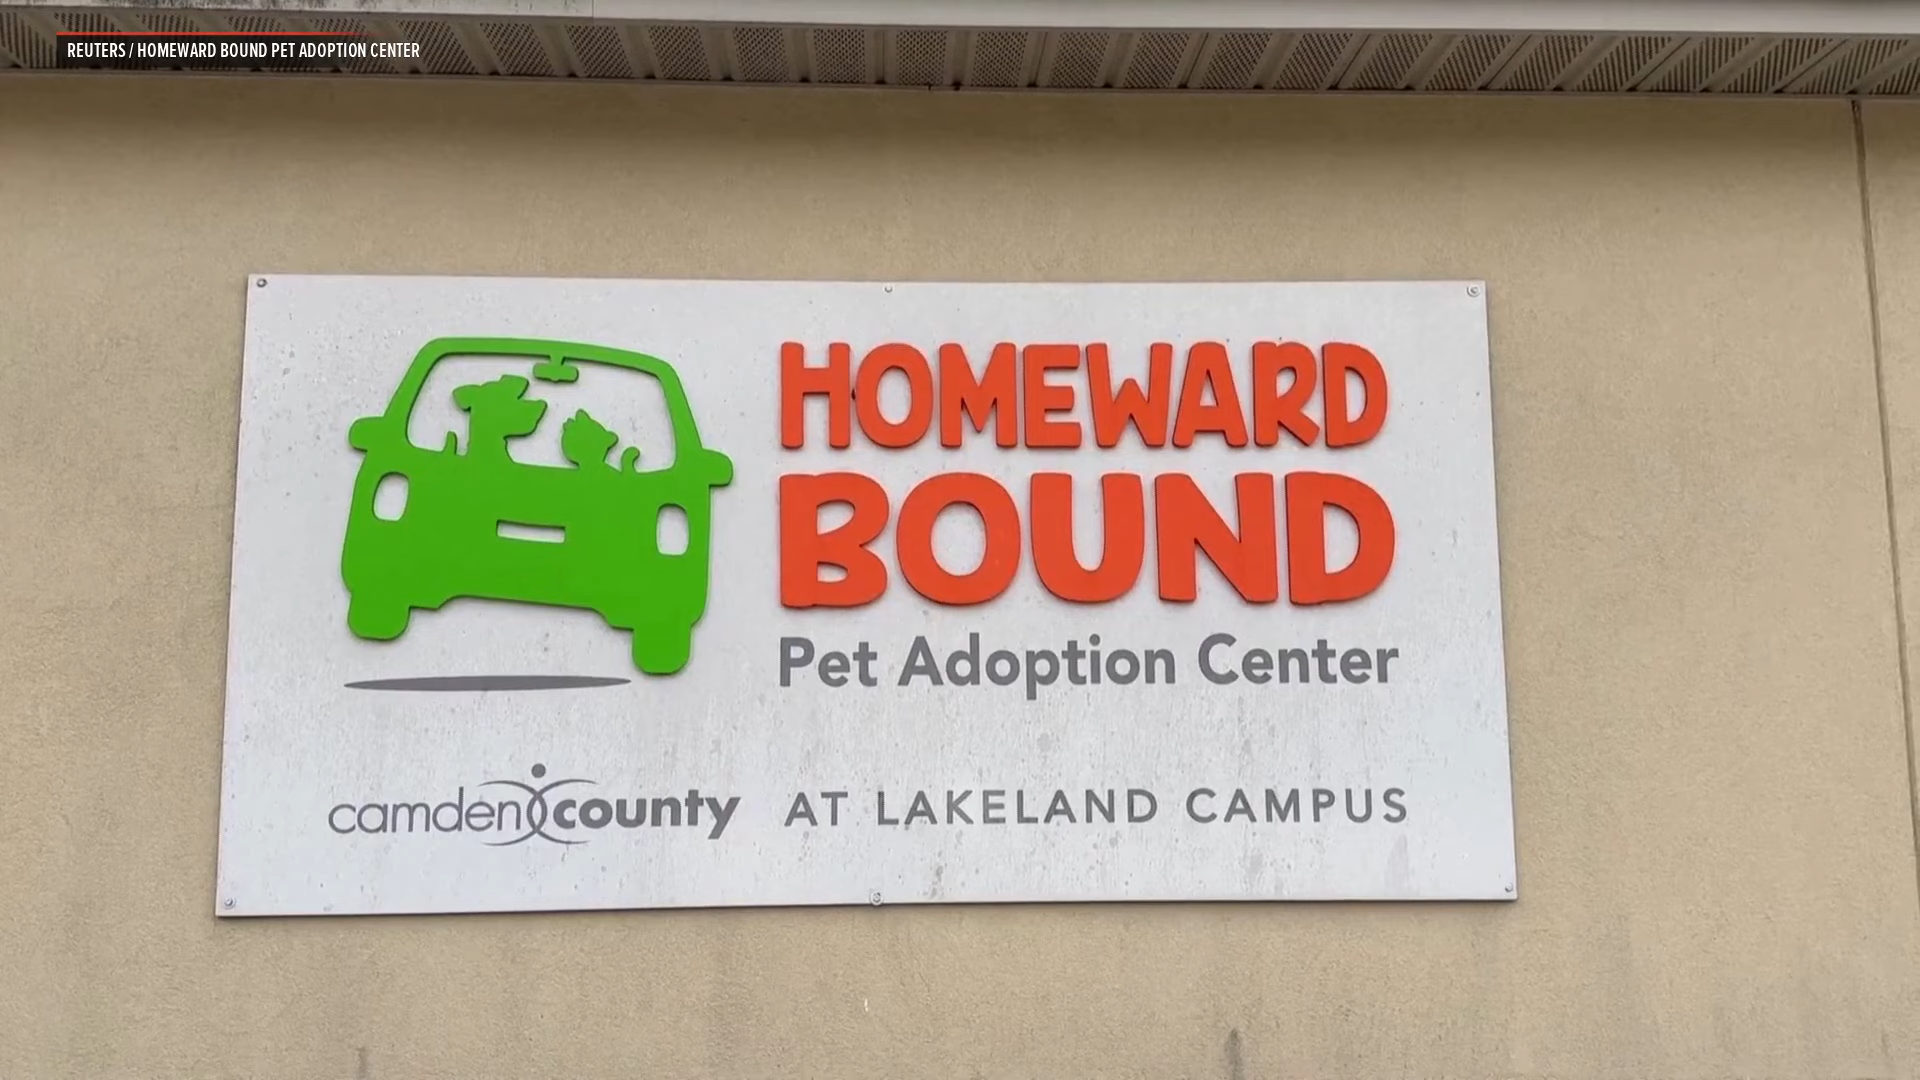 REUTERS / HOMEWARD BOUND PET ADOPTION CENTER
HOMEWARD
BOUND
Pet Adoption Center
camden county AT LAKELAND CAMPUS